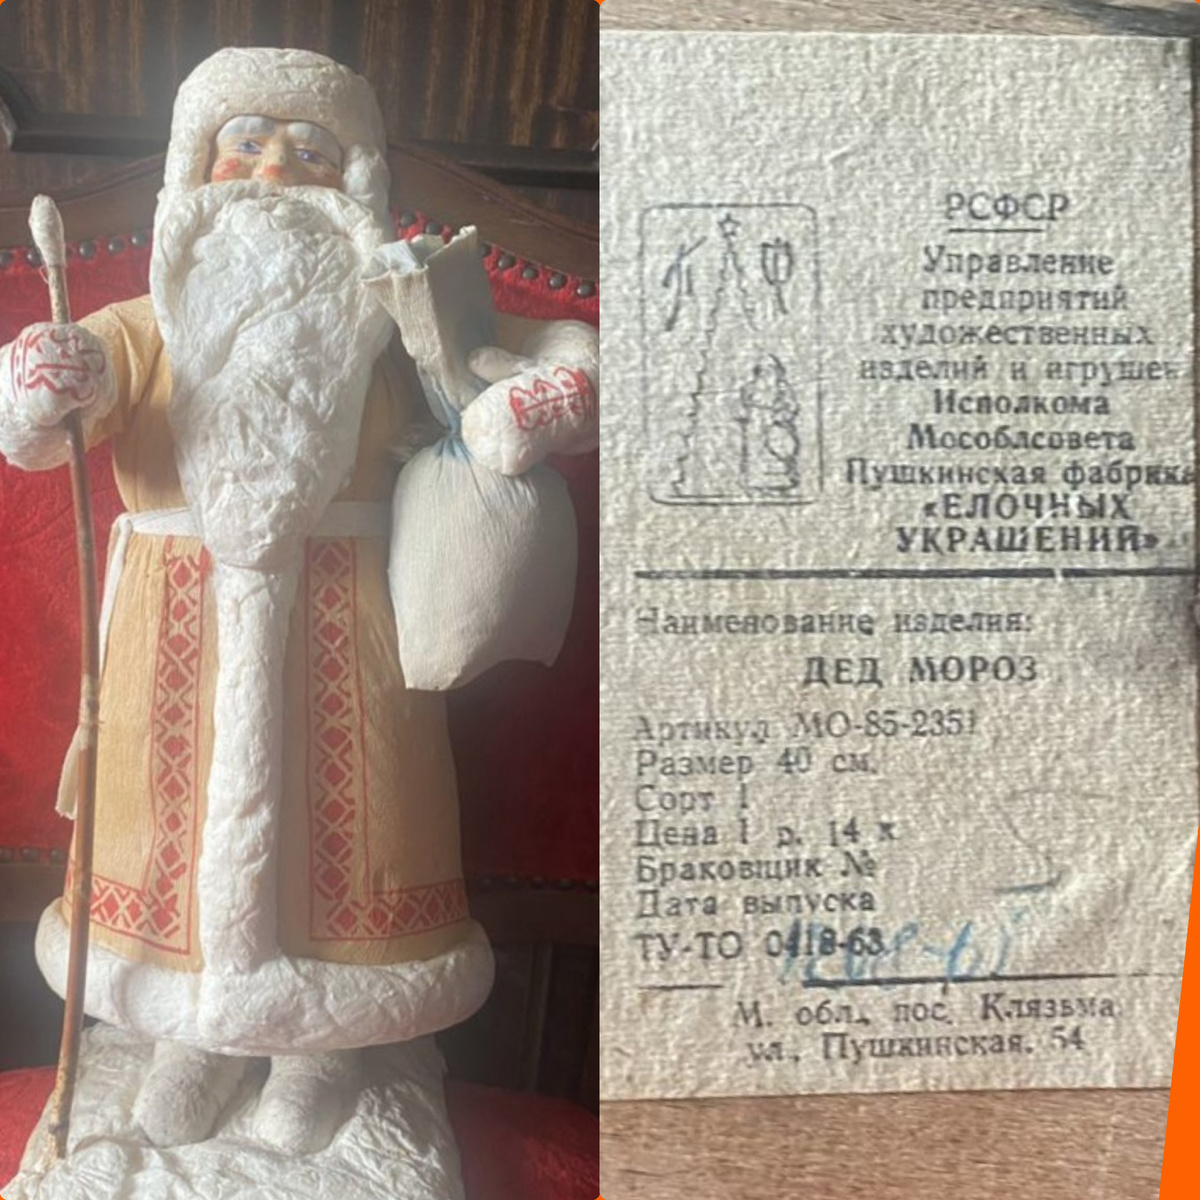 РСФСР
Управление
предприятий
художественных
изделий и игрушек
Исполкома
Мособлсовета
Пушкинская фабрика
«ЕЛОЧНЫХ
УКРАШЕНИЙ»
Наименование изделия:
ДЕД МОРОЗ
Артикул МО-85-2351
Размер 40 см.
Сорт 1
Цена 1 р. 14 к
Браковщик №
Дата выпуска
ТУ-ТО 0418-63
М. обл., пос. Клязьма
ул., Пушкинская, 54